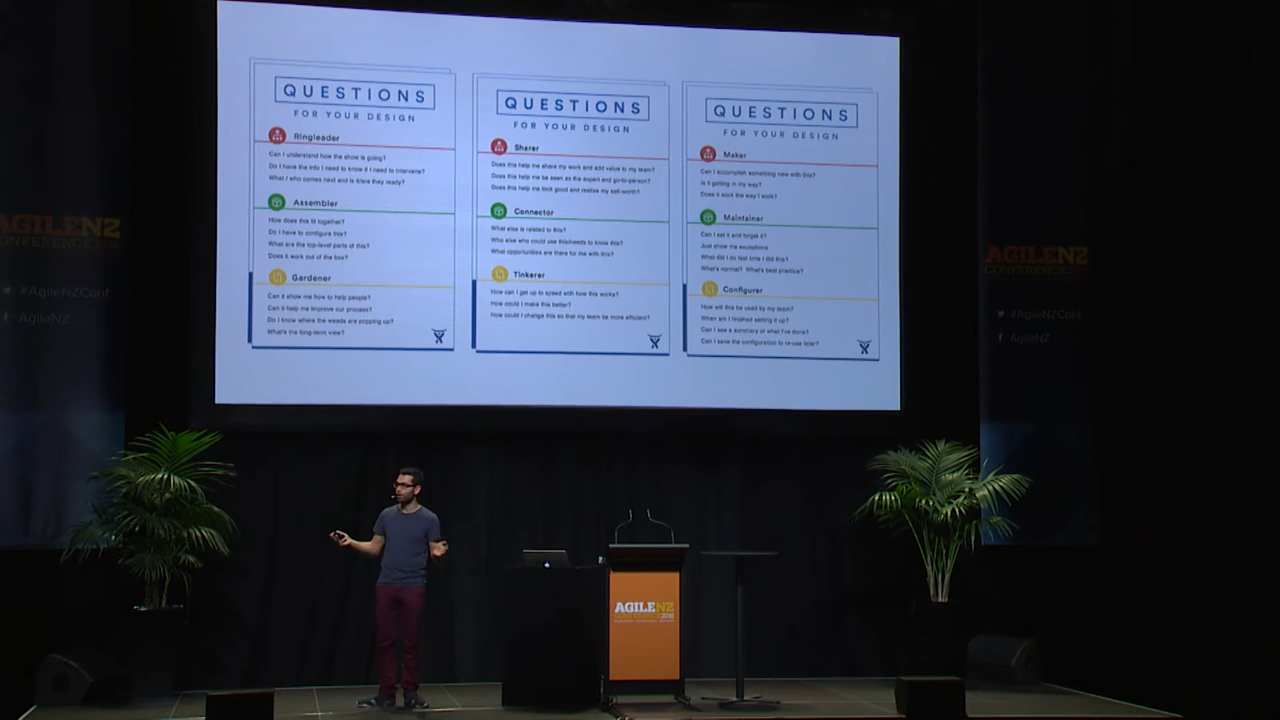 QUESTIONS
FOR YOUR DESIGN
Ringleader
Can I understand how the show is going?
Do I have the info I need to know if I need to intervene?
What / who comes next and is it/are they ready?
Assembler
How does this fit together?
Do I have to configure this?
What are the top-level parts of this?
Does it work out of the box?
Gardener
Can it show me how to help people?
Can it help me improve our process?
Do I know where the weeds are popping up?
What's the long-term view?
QUESTIONS
FOR YOUR DESIGN
Sharer
Does this help me share my work and add value to my team?
Does this help me be seen as the expert and go-to-person?
Does this help me look good and realise my self-worth?
Connector
What else is related to this?
Who else who could use this/needs to know this?
What opportunities are there for me with this?
Tinkerer
How can I get up to speed with how this works?
How could I make this better?
How could I change this so that my team be more efficient?
QUESTIONS
FOR YOUR DESIGN
Maker
Can I accomplish something new with this?
Is it getting in my way?
Does it work the way I work?
Maintainer
Can I set it and forget it?
Just show me exceptions
What did I do last time I did this?
What's normal? What's best practice?
Configurer
How will this be used by my team?
When am I finished setting it up?
Can I see a summary of what I've done?
Can I save the configuration to re-use later?
AGILENZ
CONFERENCE
#AgileNZConf
AgileNZ
AGILENZ
CONFERENCE
#AgileNZConf
AgileNZ
AGILENZ
CONFERENCE 2016